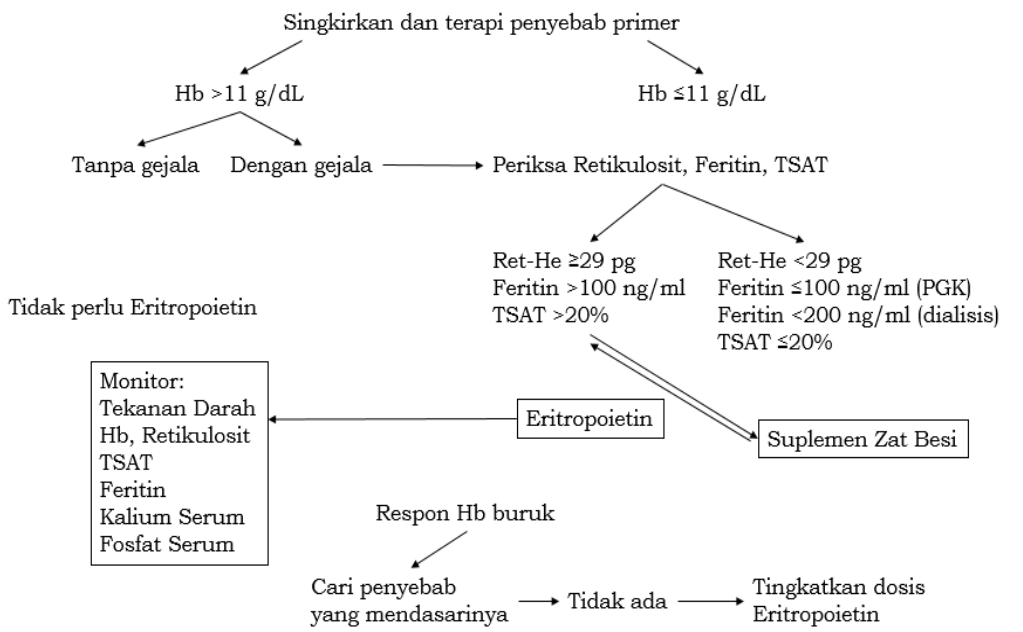 Singkirkan dan terapi penyebab primer
Hb >11 g/dL
Hb ≦11 g/dL
Tanpa gejala
Dengan gejala
Periksa Retikulosit, Feritin, TSAT
Ret-He ≧29 pg
Feritin >100 ng/ml
TSAT >20%
Ret-He <29 pg
Feritin ≦100 ng/ml (PGK)
Feritin <200 ng/ml (dialisis)
TSAT ≦20%
Tidak perlu Eritropoietin
Monitor:
Tekanan Darah
Hb, Retikulosit
TSAT
Feritin
Kalium Serum
Fosfat Serum
Eritropoietin
Suplemen Zat Besi
Respon Hb buruk
Cari penyebab
yang mendasarinya
Tidak ada
Tingkatkan dosis
Eritropoietin